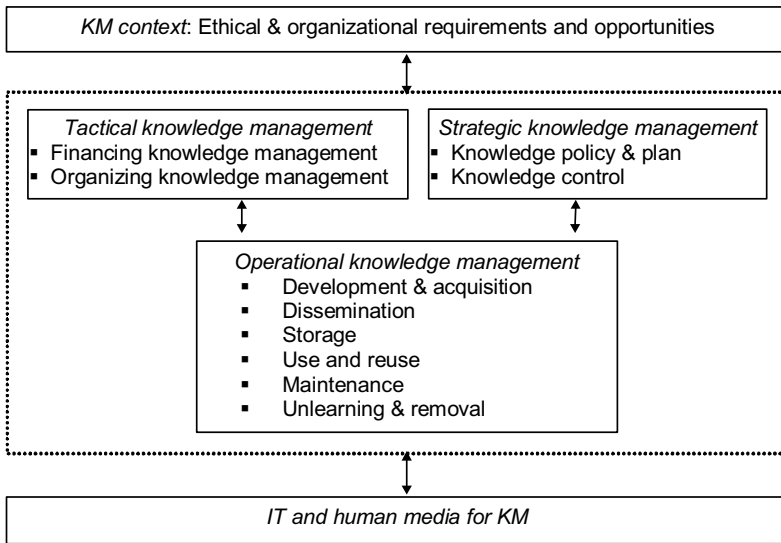 KM context: Ethical & organizational requirements and opportunities
Tactical knowledge management
▪ Financing knowledge management
▪ Organizing knowledge management
Strategic knowledge management
▪ Knowledge policy & plan
▪ Knowledge control
Operational knowledge management
▪ Development & acquisition
▪ Dissemination
▪ Storage
▪ Use and reuse
▪ Maintenance
▪ Unlearning & removal
IT and human media for KM